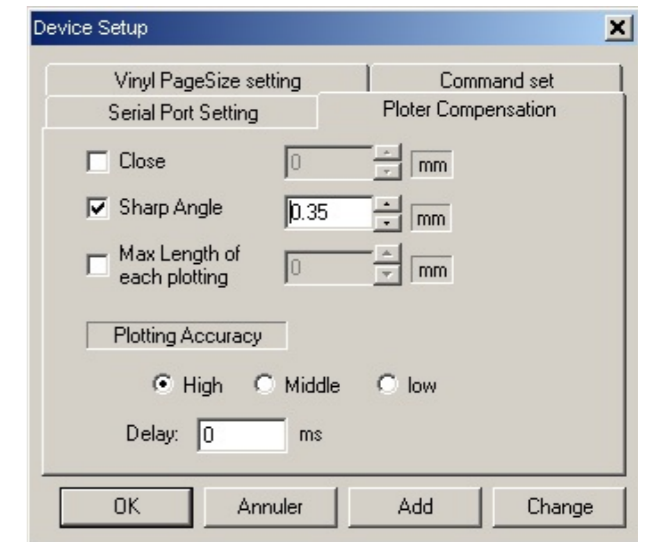 Device Setup
Vinyl PageSize setting Command set
Serial Port Setting Ploter Compensation
Close 0 mm
Sharp Angle 0.35 mm
Max Length of
each plotting 0 mm
Plotting Accuracy
High Middle low
Delay: 0 ms
OK Annuler Add Change